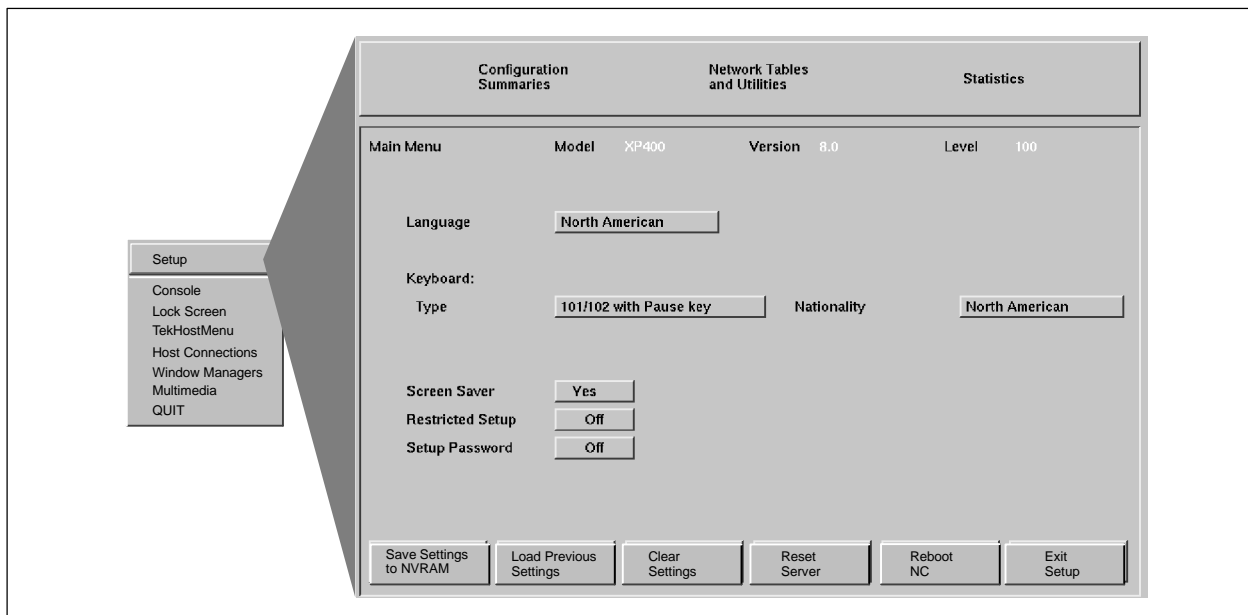 Configuration Summaries
Network Tables and Utilities
Statistics
Main Menu Model XP400 Version 8.0 Level 100
Language North American
Keyboard:
Type 101/102 with Pause key Nationality North American
Screen Saver Yes
Restricted Setup Off
Setup Password Off
Save Settings to NVRAM
Load Previous Settings
Clear Settings
Reset Server
Reboot NC
Exit Setup
Setup
Console
Lock Screen
TekHostMenu
Host Connections
Window Managers
Multimedia
QUIT